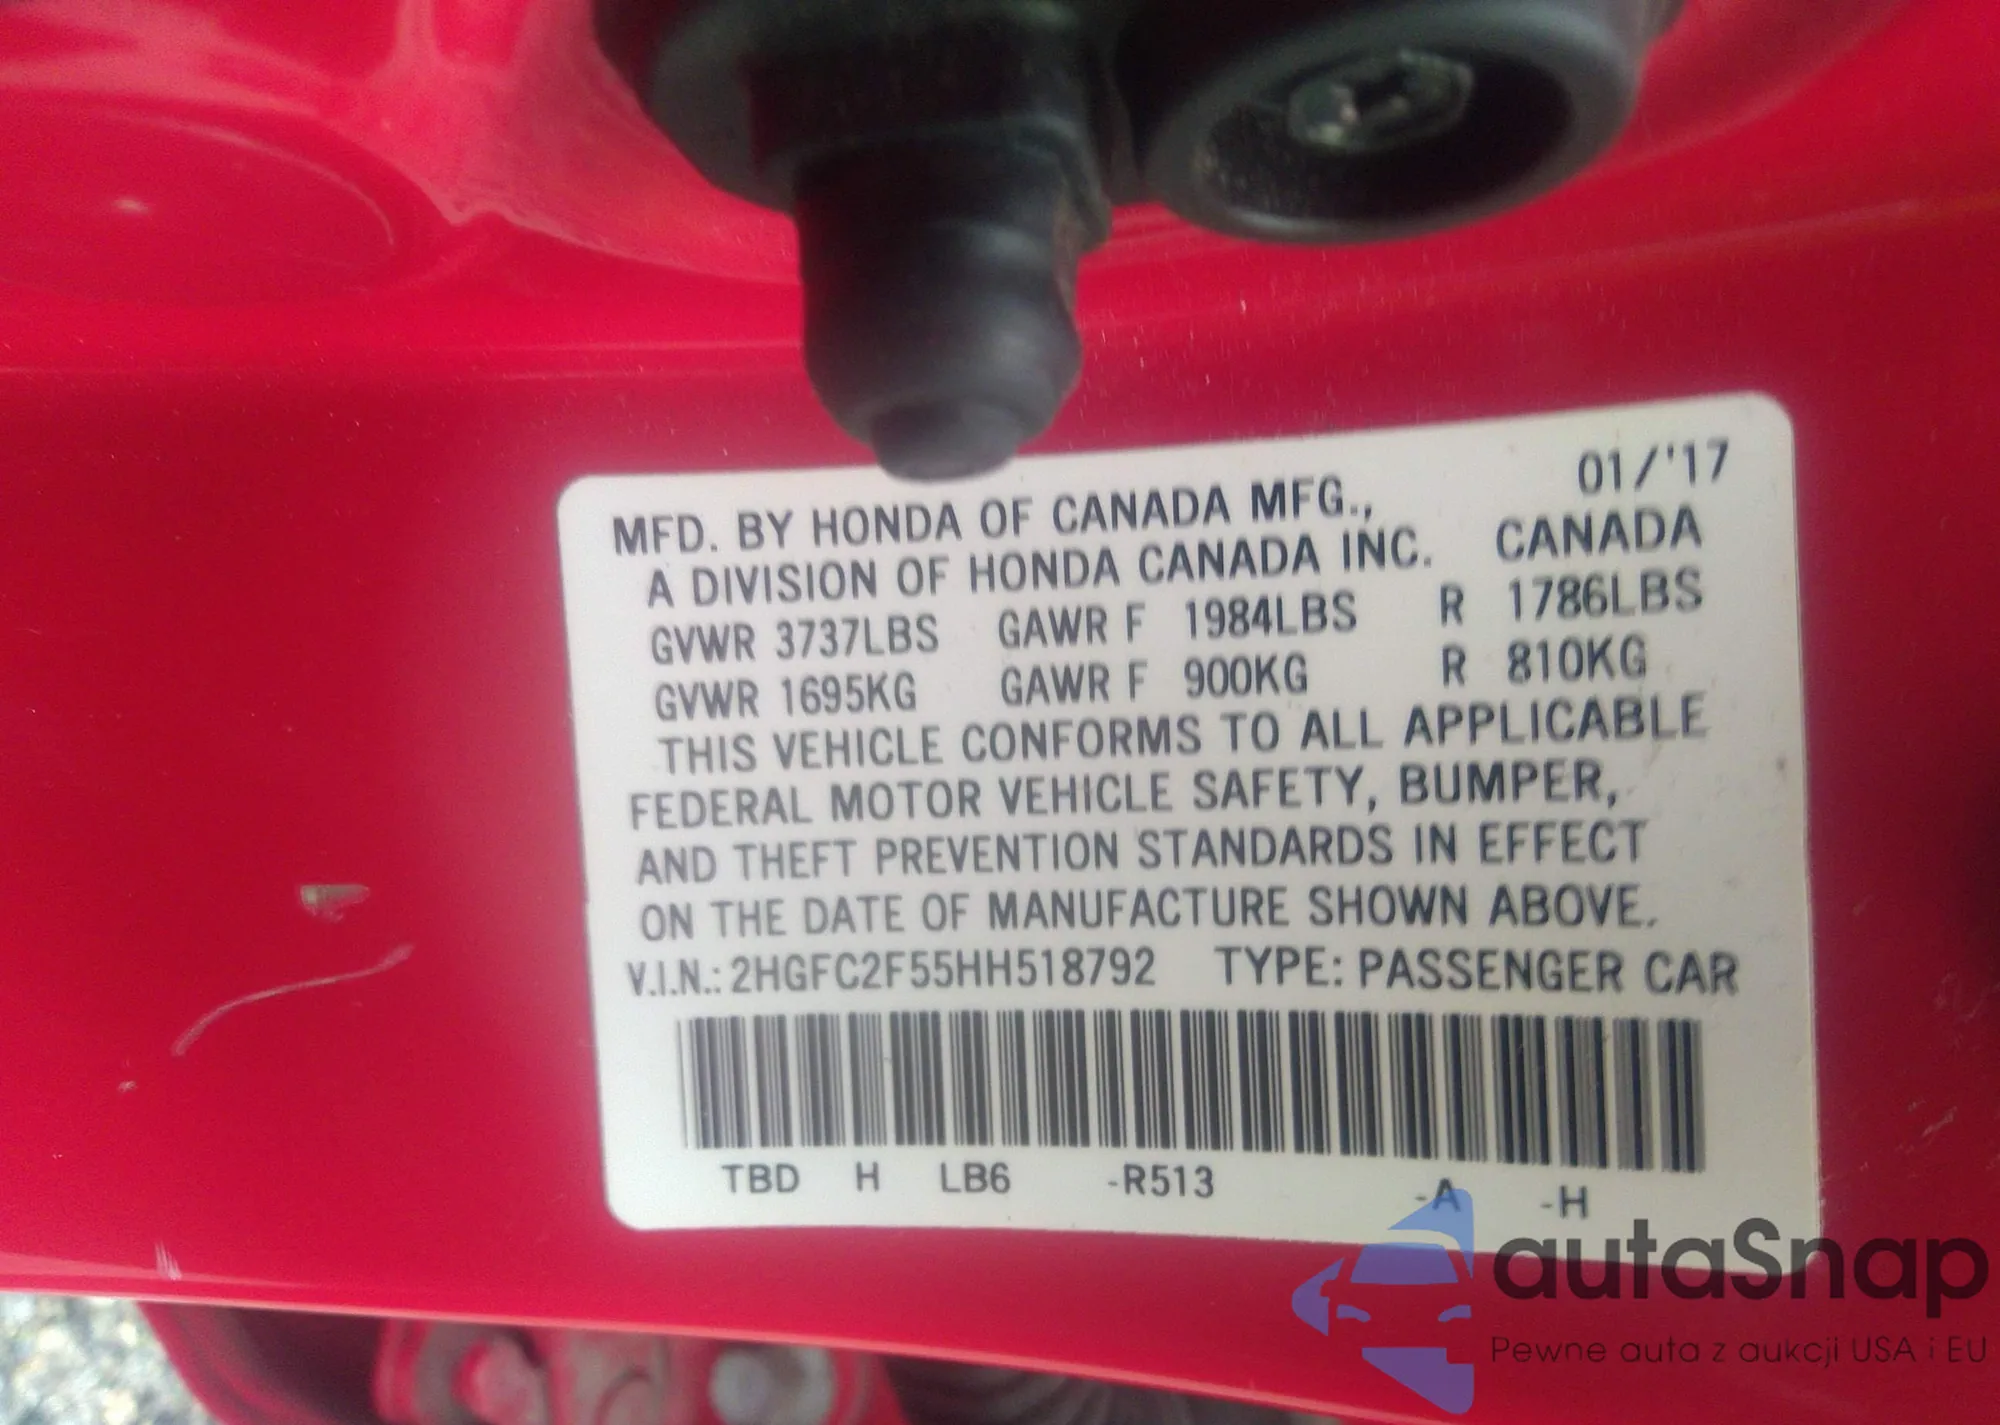 01/'17
MFD. BY HONDA OF CANADA MFG.,
A DIVISION OF HONDA CANADA INC. CANADA
GVWR 3737LBS GAWR F 1984LBS R 1786LBS
GVWR 1695KG GAWR F 900KG R 810KG
THIS VEHICLE CONFORMS TO ALL APPLICABLE
FEDERAL MOTOR VEHICLE SAFETY, BUMPER,
AND THEFT PREVENTION STANDARDS IN EFFECT
ON THE DATE OF MANUFACTURE SHOWN ABOVE.
V.I.N.: 2HGFC2F55HH518792 TYPE: PASSENGER CAR
TBD H LB6 -R513 -A -H
autaSnap
Pewne auta z aukcji USA i EU